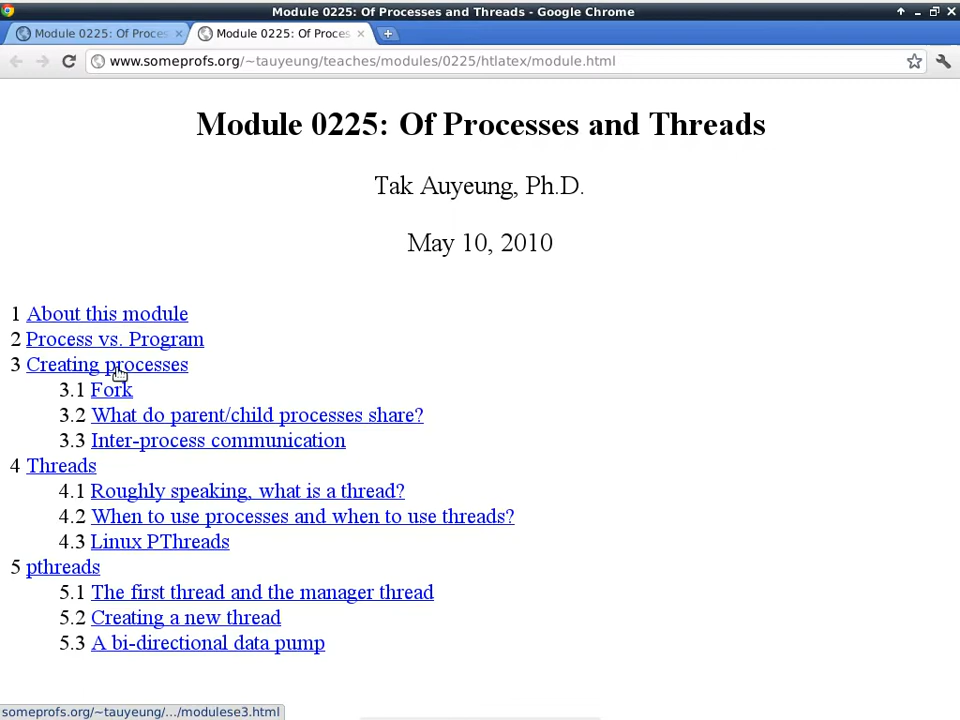 Module 0225: Of Processes and Threads - Google Chrome
Module 0225: Of Proces
Module 0225: Of Proces
www.someprofs.org/~tauyeung/teaches/modules/0225/htlatex/module.html
Module 0225: Of Processes and Threads
Tak Auyeung, Ph.D.
May 10, 2010
1 About this module
2 Process vs. Program
3 Creating processes
3.1 Fork
3.2 What do parent/child processes share?
3.3 Inter-process communication
4 Threads
4.1 Roughly speaking, what is a thread?
4.2 When to use processes and when to use threads?
4.3 Linux PThreads
5 pthreads
5.1 The first thread and the manager thread
5.2 Creating a new thread
5.3 A bi-directional data pump
someprofs.org/~tauyeung/.../modulese3.html